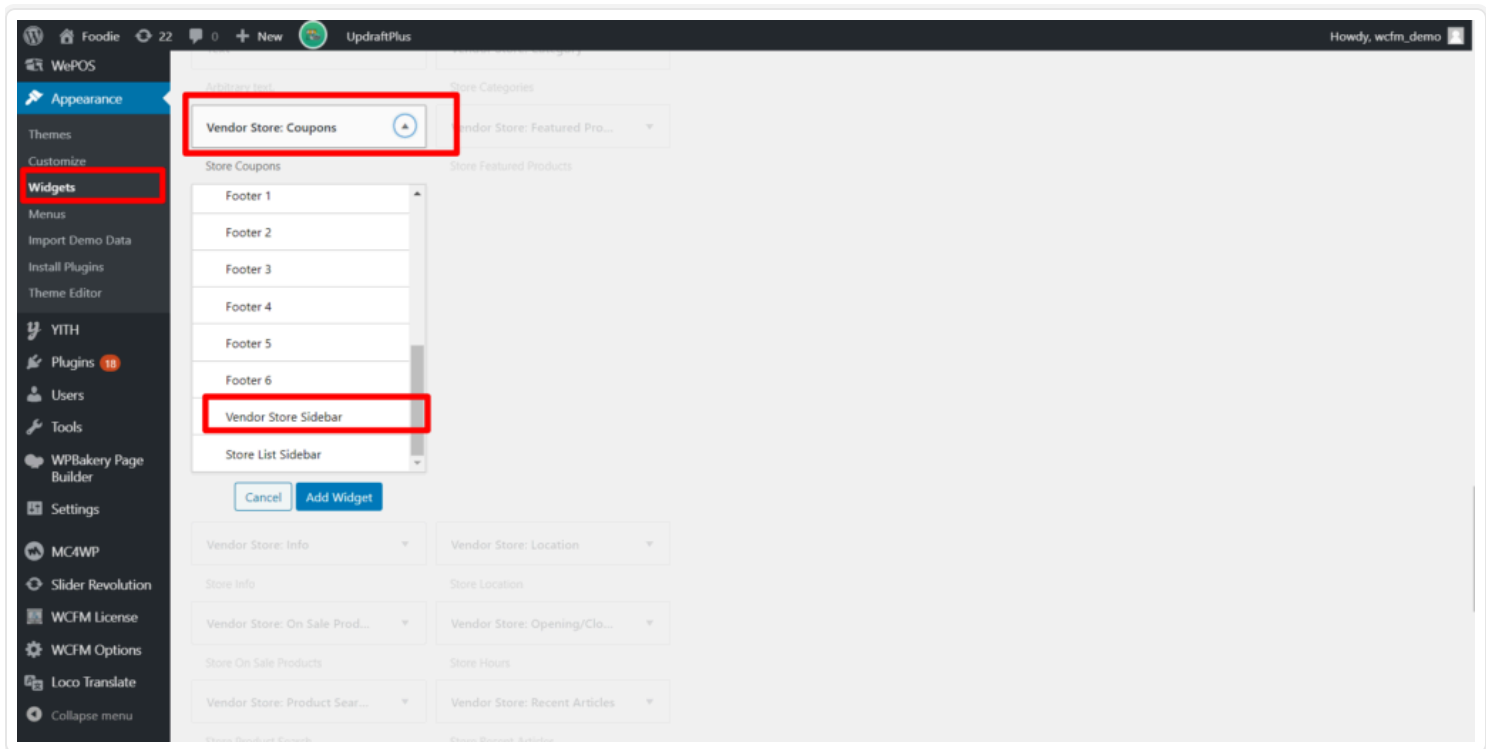 Foodie 22 0 + New UpdraftPlus Howdy, wcfm_demo
WePOS
Appearance
Themes
Customize
Widgets
Menus
Import Demo Data
Install Plugins
Theme Editor
YITH
Plugins 18
Users
Tools
WPBakery Page
Builder
Settings
MC4WP
Slider Revolution
WCFM License
WCFM Options
Loco Translate
Collapse menu
Arbitrary text. Store Categories
Vendor Store: Coupons Vendor Store: Featured Pro...
Store Coupons Store Featured Products
Footer 1
Footer 2
Footer 3
Footer 4
Footer 5
Footer 6
Vendor Store Sidebar
Store List Sidebar
Cancel Add Widget
Vendor Store: Info Vendor Store: Location
Store Info Store Location
Vendor Store: On Sale Prod... Vendor Store: Opening/Clo...
Store On Sale Products Store Hours
Vendor Store: Product Sear... Vendor Store: Recent Articles